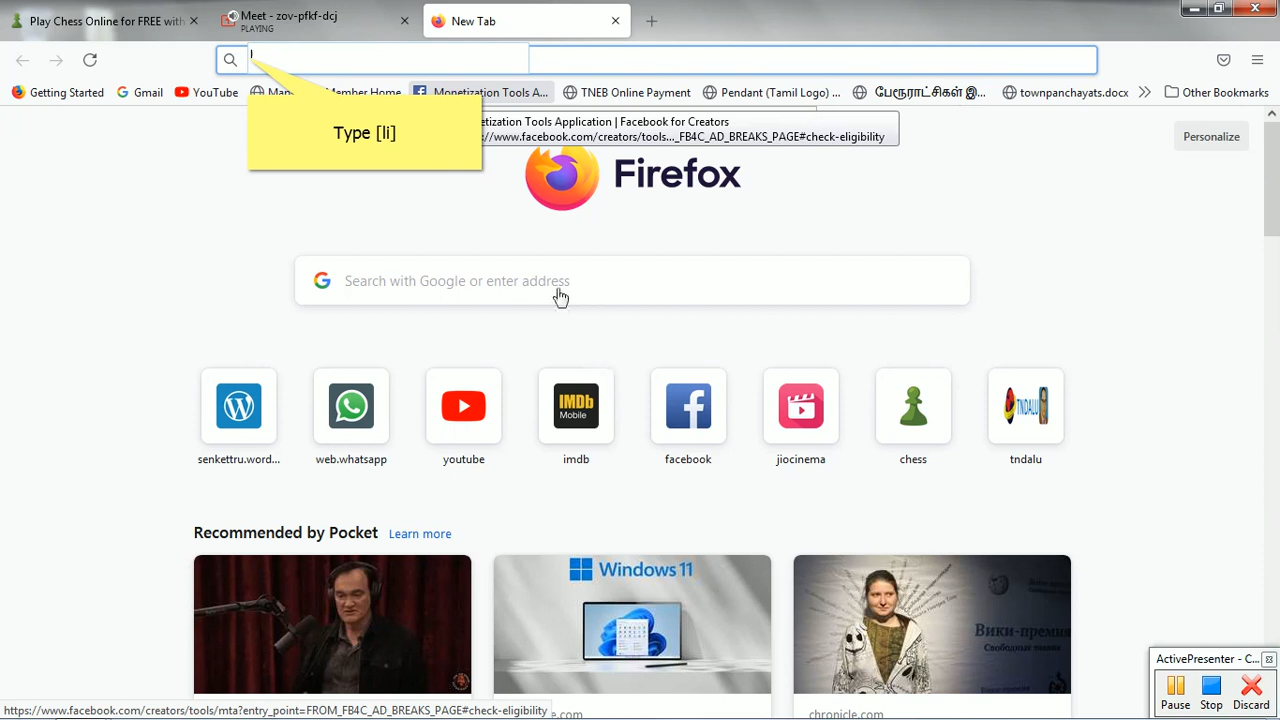 Play Chess Online for FREE with
Meet - zov-pfkf-dcj
PLAYING
New Tab
l
Getting Started
Gmail
YouTube
Member Home
Monetization Tools A...
TNEB Online Payment
Pendant (Tamil Logo) ...
பேரூராட்சிகள் இ...
townpanchayats.docx
Other Bookmarks
Type [li]
netization Tools Application | Facebook for Creators
://www.facebook.com/creators/tools..._FB4C_AD_BREAKS_PAGE#check-eligibility
Personalize
Firefox
Search with Google or enter address
IMDb
Mobile
TNDALU
senkettru.word...
web.whatsapp
youtube
imdb
facebook
jiocinema
chess
tndalu
Recommended by Pocket
Learn more
Windows 11
Вики-премия
Свободные
ActivePresenter - C...
Pause
Stop
Discard
https://www.facebook.com/creators/tools/mta?entry_point=FROM_FB4C_AD_BREAKS_PAGE#check-eligibility
e.com
chronicle.com